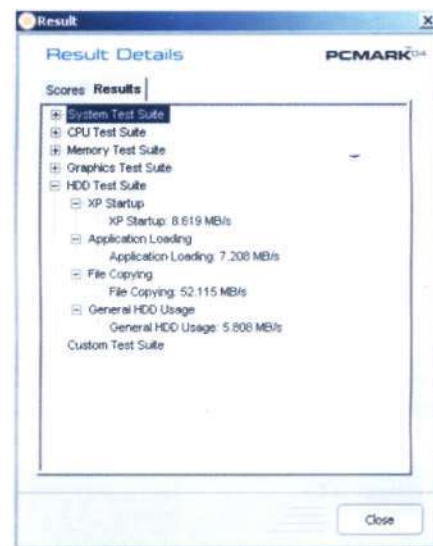 Result
X
Result Details
PCMARK04
Scores Results
System Test Suite
CPU Test Suite
Memory Test Suite
Graphics Test Suite
HDD Test Suite
XP Startup
XP Startup: 8.619 MB/s
Application Loading
Application Loading: 7.208 MB/s
File Copying
File Copying: 52.115 MB/s
General HDD Usage
General HDD Usage: 5.808 MB/s
Custom Test Suite
Close